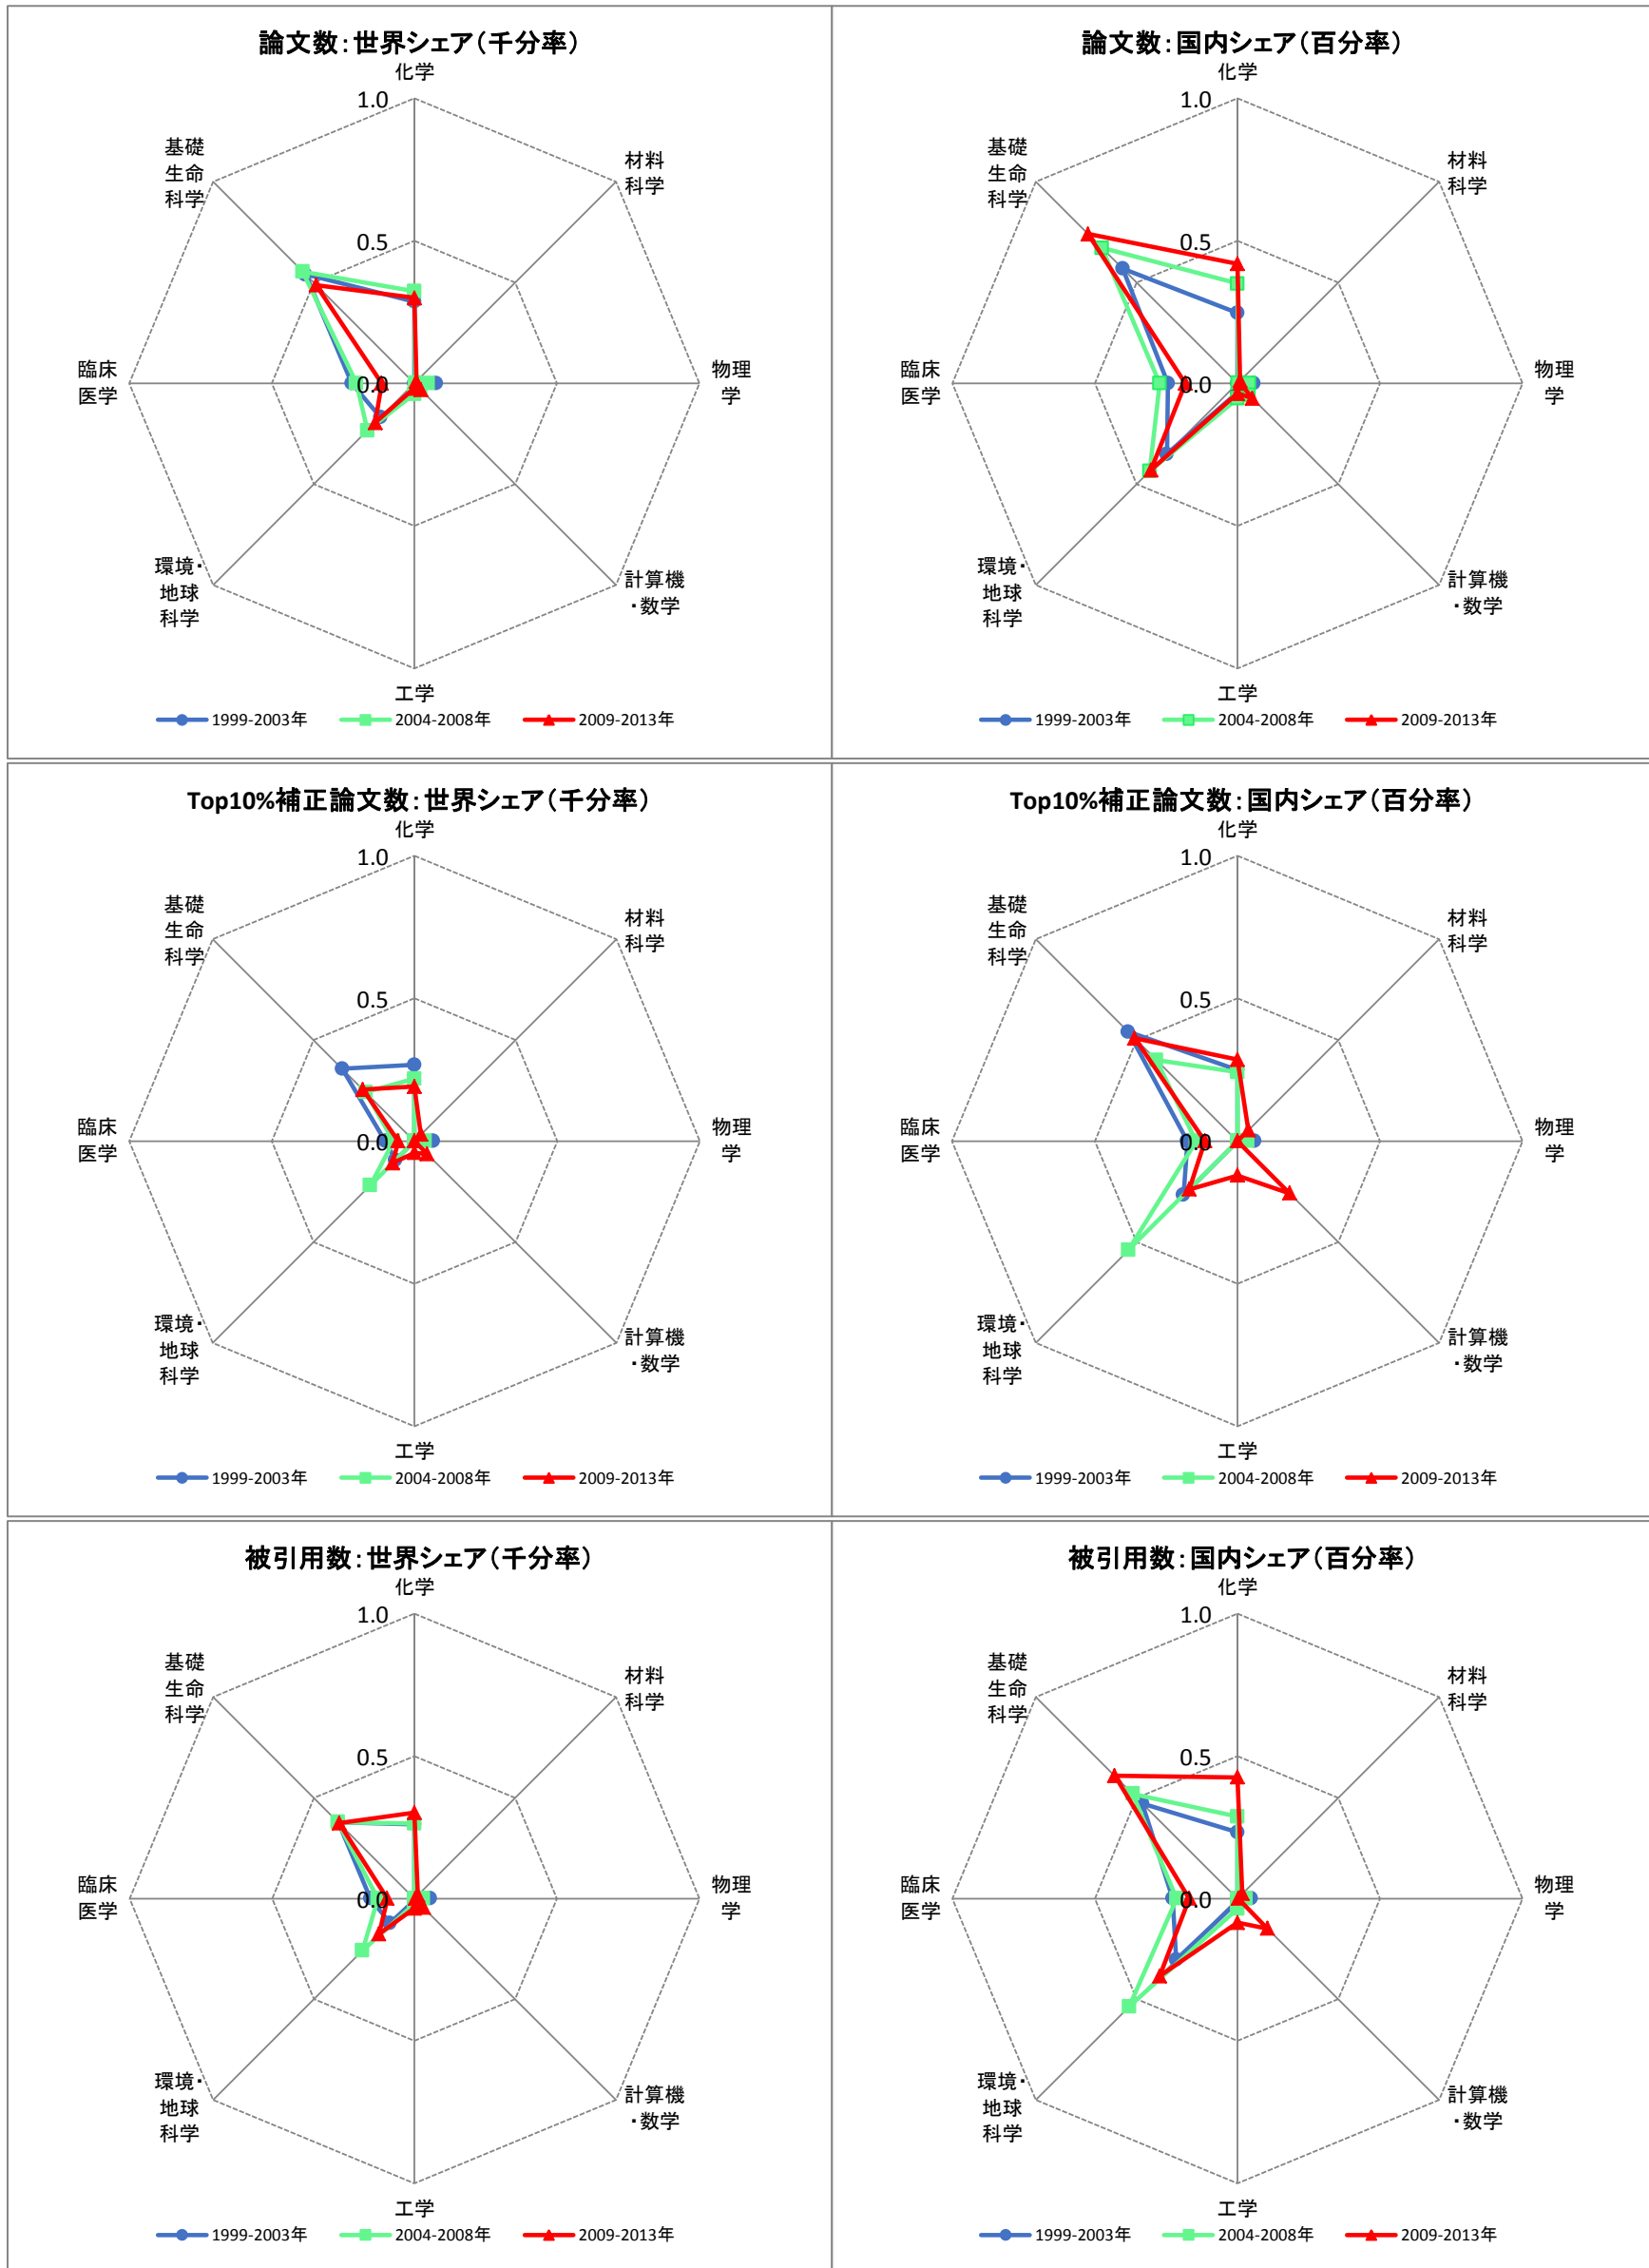 論文数：世界シェア（千分率）
化学
1.0
基礎
生命
科学
材料
科学
0.5
臨床
医学
0.0
物理
学
環境・
地球
科学
計算機
・数学
工学
1999-2003年
2004-2008年
2009-2013年
論文数：国内シェア（百分率）
化学
1.0
基礎
生命
科学
材料
科学
0.5
臨床
医学
0.0
物理
学
環境・
地球
科学
計算機
・数学
工学
1999-2003年
2004-2008年
2009-2013年
Top10%補正論文数：世界シェア（千分率）
化学
1.0
基礎
生命
科学
材料
科学
0.5
臨床
医学
0.0
物理
学
環境・
地球
科学
計算機
・数学
工学
1999-2003年
2004-2008年
2009-2013年
Top10%補正論文数：国内シェア（百分率）
化学
1.0
基礎
生命
科学
材料
科学
0.5
臨床
医学
0.0
物理
学
環境・
地球
科学
計算機
・数学
工学
1999-2003年
2004-2008年
2009-2013年
被引用数：世界シェア（千分率）
化学
1.0
基礎
生命
科学
材料
科学
0.5
臨床
医学
0.0
物理
学
環境・
地球
科学
計算機
・数学
工学
1999-2003年
2004-2008年
2009-2013年
被引用数：国内シェア（百分率）
化学
1.0
基礎
生命
科学
材料
科学
0.5
臨床
医学
0.0
物理
学
環境・
地球
科学
計算機
・数学
工学
1999-2003年
2004-2008年
2009-2013年